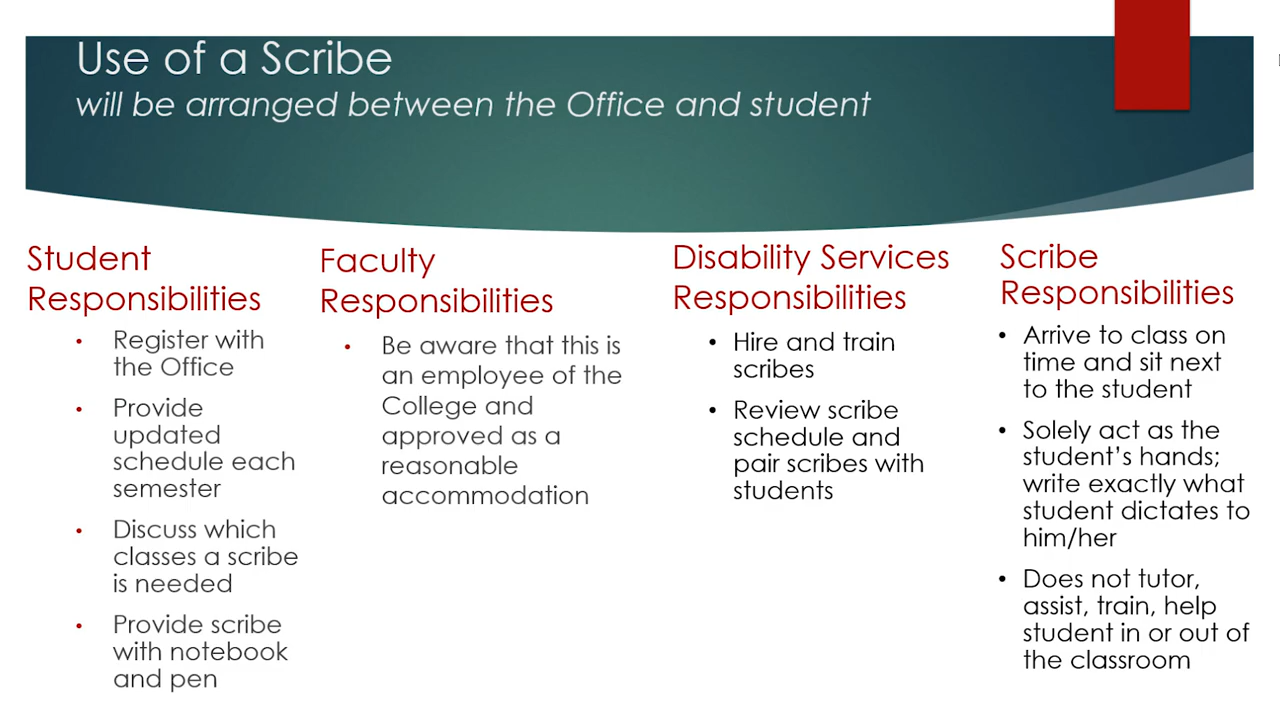 Use of a Scribe
will be arranged between the Office and student
Student
Responsibilities
• Register with
the Office
• Provide
updated
schedule each
semester
• Discuss which
classes a scribe
is needed
• Provide scribe
with notebook
and pen
Faculty
Responsibilities
• Be aware that this is
an employee of the
College and
approved as a
reasonable
accommodation
Disability Services
Responsibilities
• Hire and train
scribes
• Review scribe
schedule and
pair scribes with
students
Scribe
Responsibilities
• Arrive to class on
time and sit next
to the student
• Solely act as the
student’s hands;
write exactly what
student dictates to
him/her
• Does not tutor,
assist, train, help
student in or out of
the classroom